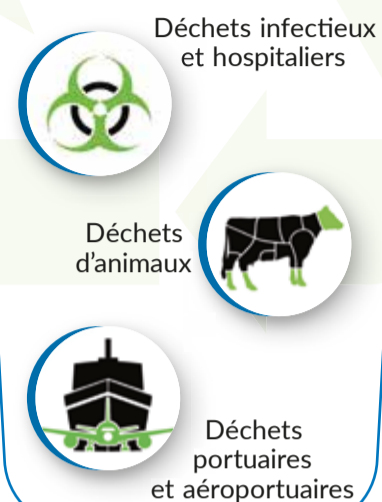 Déchets infectieux
et hospitaliers
Déchets
d'animaux
Déchets
portuaires
et aéroportuaires